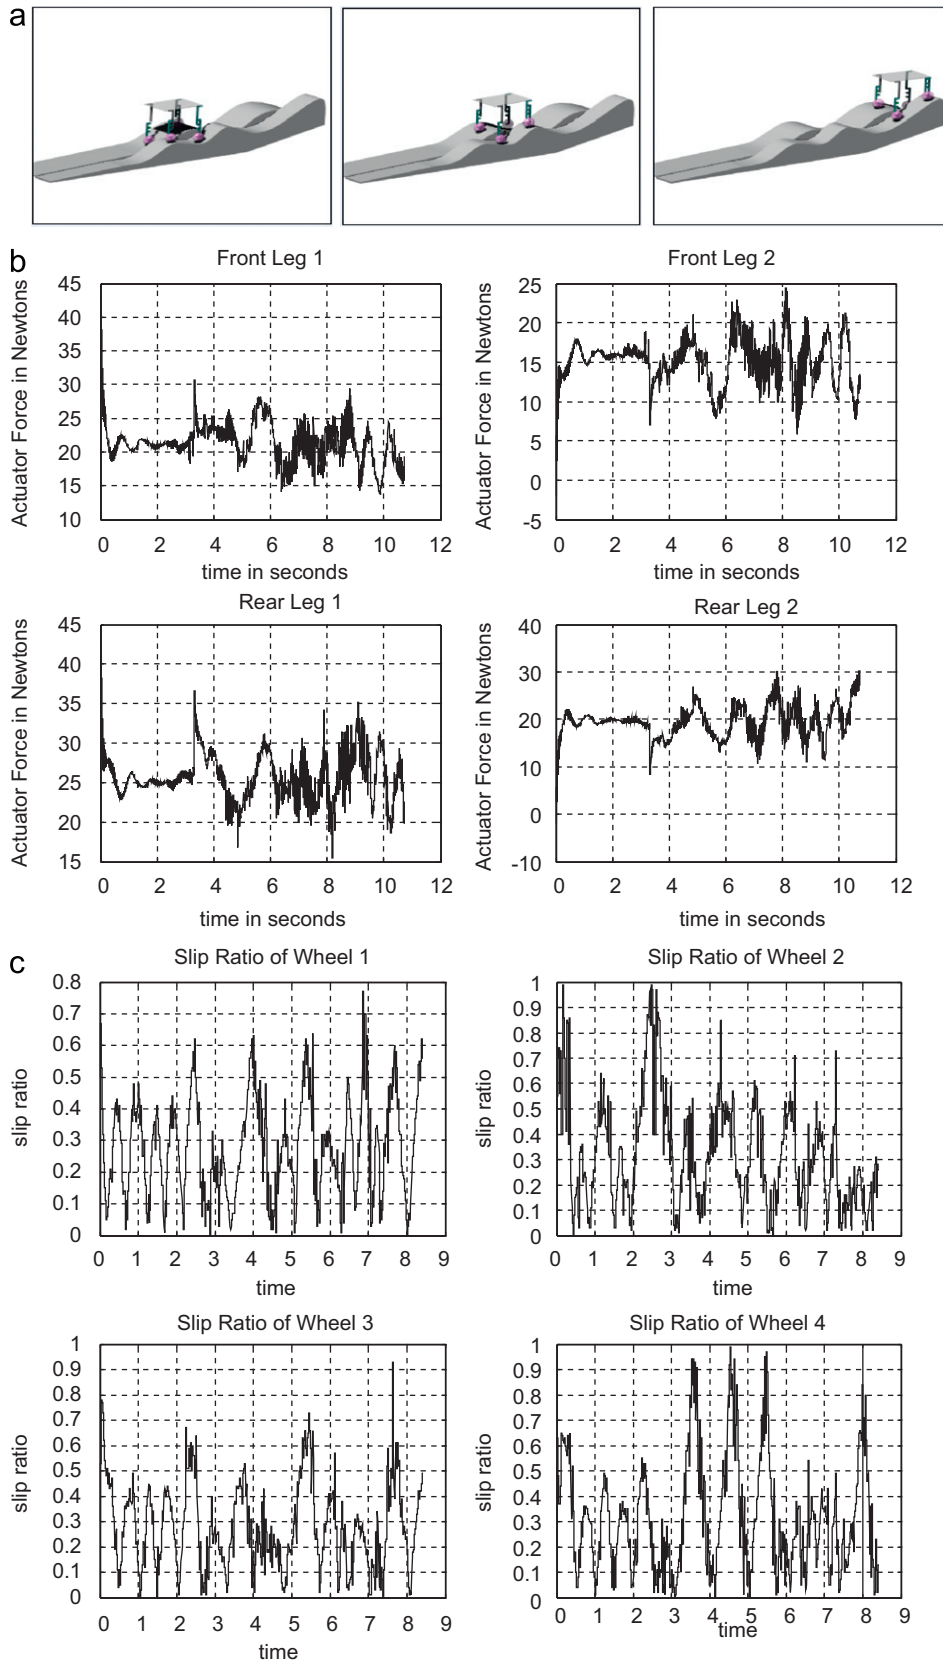 a
b
Front Leg 1
Front Leg 2
Actuator Force in Newtons
45
40
35
30
25
20
15
10
0 2 4 6 8 10 12
time in seconds
Actuator Force in Newtons
25
20
15
10
5
0
-5
0 2 4 6 8 10 12
time in seconds
Rear Leg 1
Rear Leg 2
Actuator Force in Newtons
45
40
35
30
25
20
15
0 2 4 6 8 10 12
time in seconds
Actuator Force in Newtons
40
30
20
10
0
-10
0 2 4 6 8 10 12
time in seconds
c
Slip Ratio of Wheel 1
Slip Ratio of Wheel 2
slip ratio
0.8
0.7
0.6
0.5
0.4
0.3
0.2
0.1
0
0 1 2 3 4 5 6 7 8 9
time
slip ratio
1
0.9
0.8
0.7
0.6
0.5
0.4
0.3
0.2
0.1
0
0 1 2 3 4 5 6 7 8 9
time
Slip Ratio of Wheel 3
Slip Ratio of Wheel 4
slip ratio
1
0.9
0.8
0.7
0.6
0.5
0.4
0.3
0.2
0.1
0
0 1 2 3 4 5 6 7 8 9
time
slip ratio
1
0.9
0.8
0.7
0.6
0.5
0.4
0.3
0.2
0.1
0
0 1 2 3 4 5 6 7 8 9
time